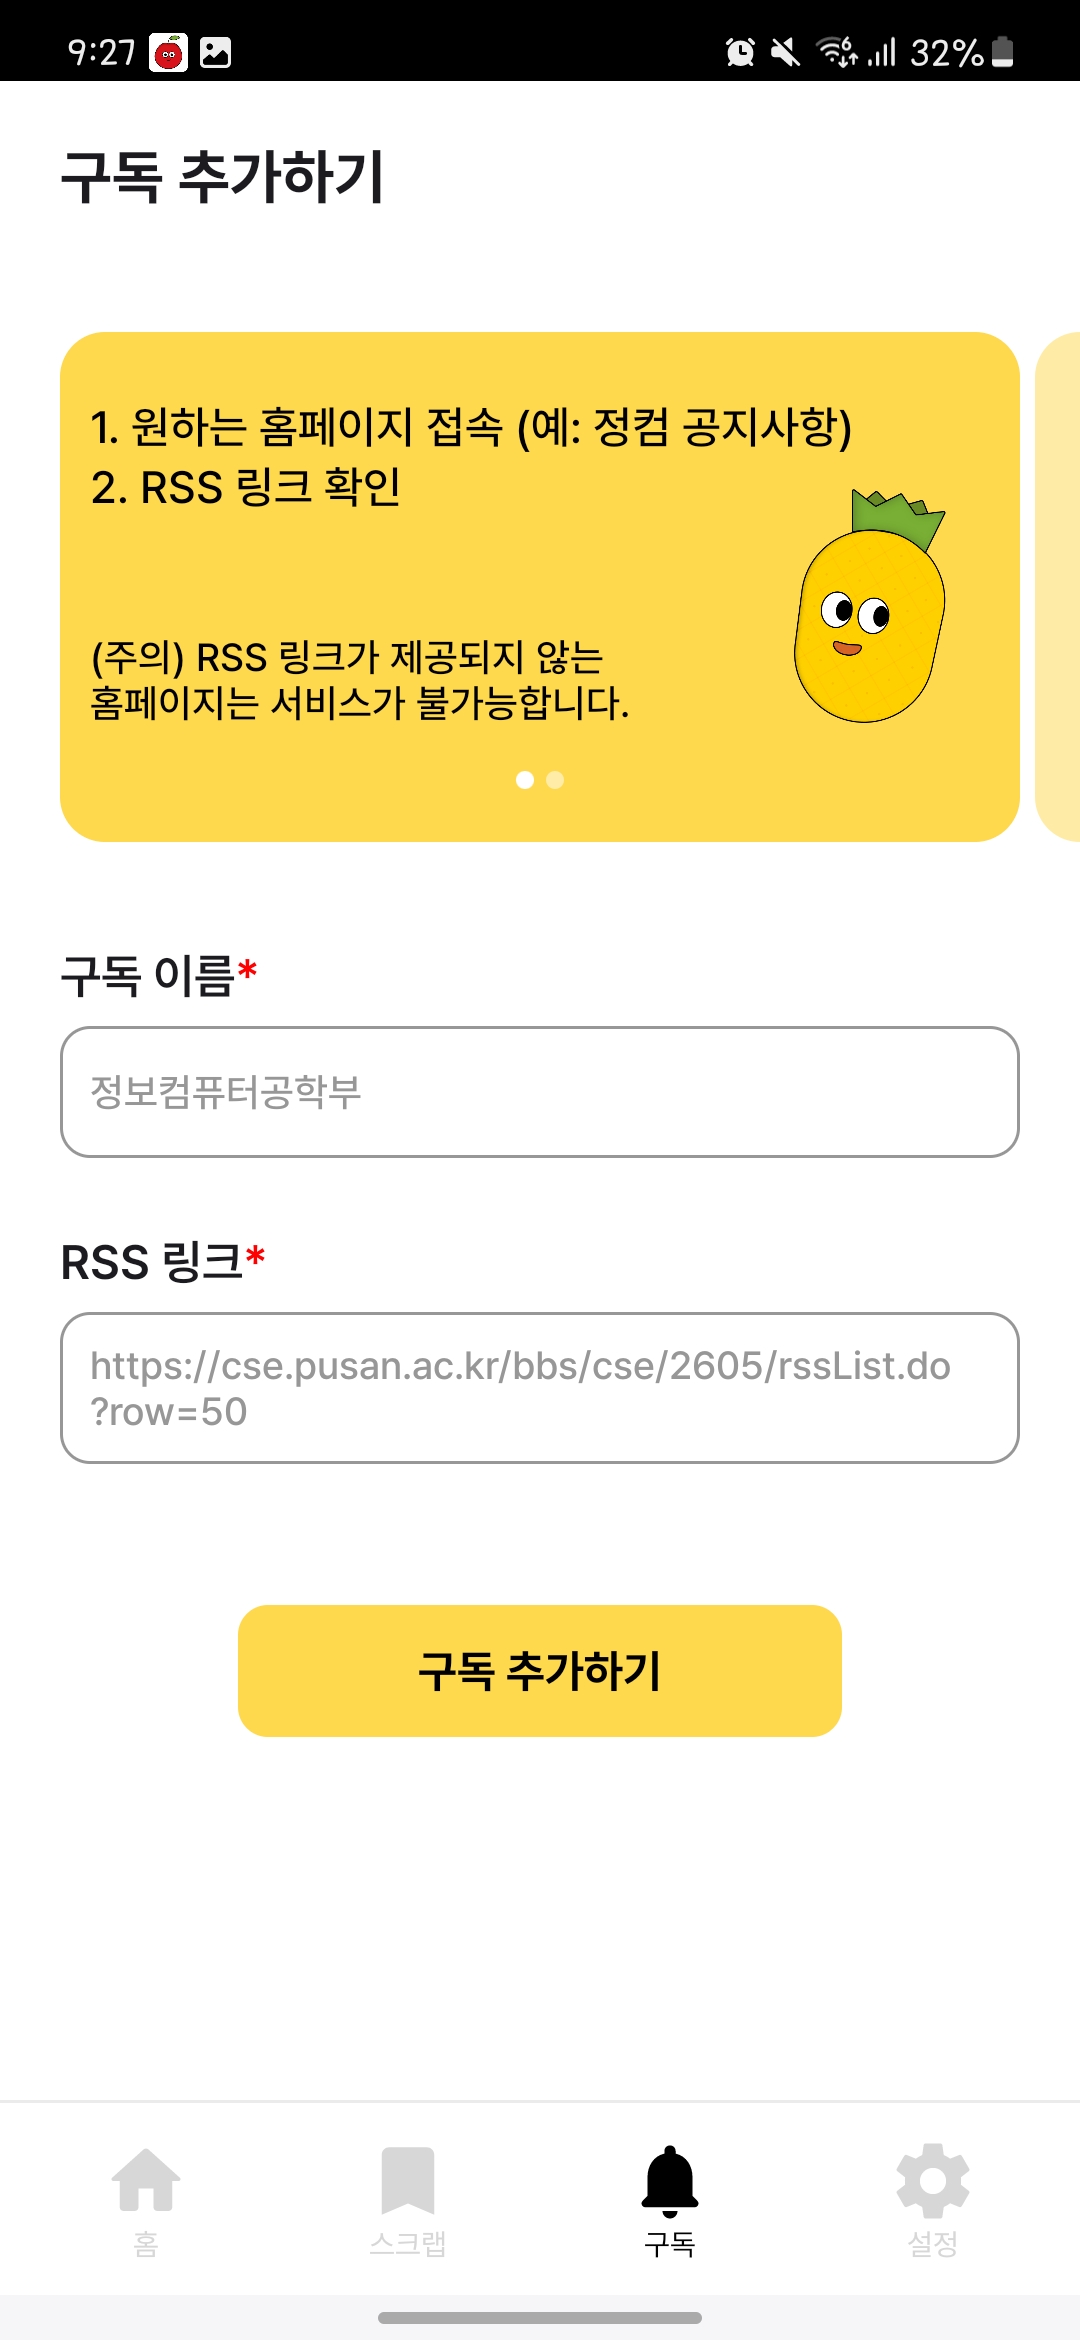 9:27
32%
구독 추가하기
1. 원하는 홈페이지 접속 (예: 정컴 공지사항)
2. RSS 링크 확인
(주의) RSS 링크가 제공되지 않는
홈페이지는 서비스가 불가능합니다.
구독 이름*
정보컴퓨터공학부
RSS 링크*
https://cse.pusan.ac.kr/bbs/cse/2605/rssList.do
?row=50
구독 추가하기
홈
스크랩
구독
설정